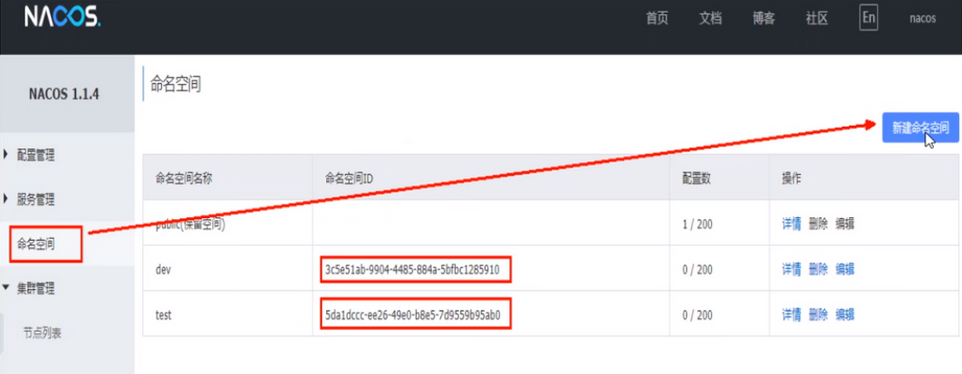 NACOS.
首页 文档 博客 社区 En nacos
NACOS 1.1.4
配置管理
服务管理
命名空间
集群管理
节点列表
命名空间
新建命名空间
命名空间名称 命名空间ID 配置数 操作
public(保留空间) 1 / 200 详情 删除 编辑
dev 3c5e51ab-9904-4485-884a-5bfbc1285910 0 / 200 详情 删除 编辑
test 5da1dccc-ee26-49e0-b8e5-7d9559b95ab0 0 / 200 详情 删除 编辑